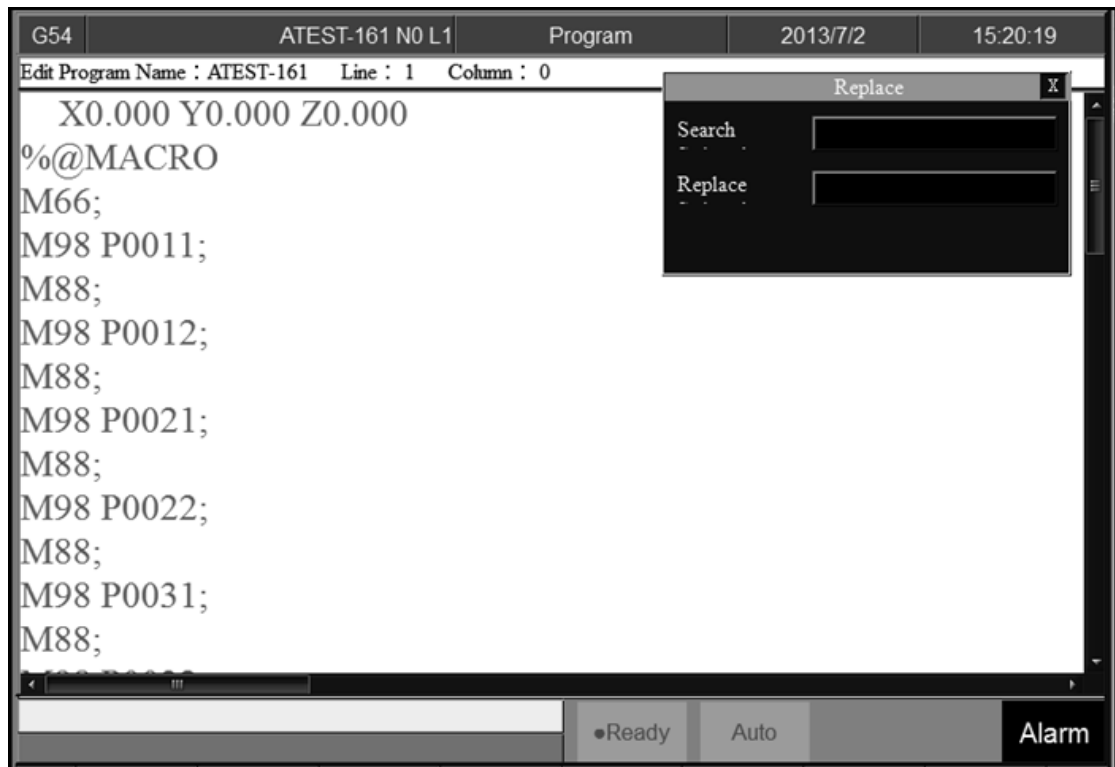 G54 ATEST-161 N0 L1 Program 2013/7/2 15:20:19
Edit Program Name：ATEST-161 Line： 1 Column： 0
Replace X
Search
Replace
X0.000 Y0.000 Z0.000
%@MACRO
M66;
M98 P0011;
M88;
M98 P0012;
M88;
M98 P0021;
M88;
M98 P0022;
M88;
M98 P0031;
M88;
●Ready Auto Alarm